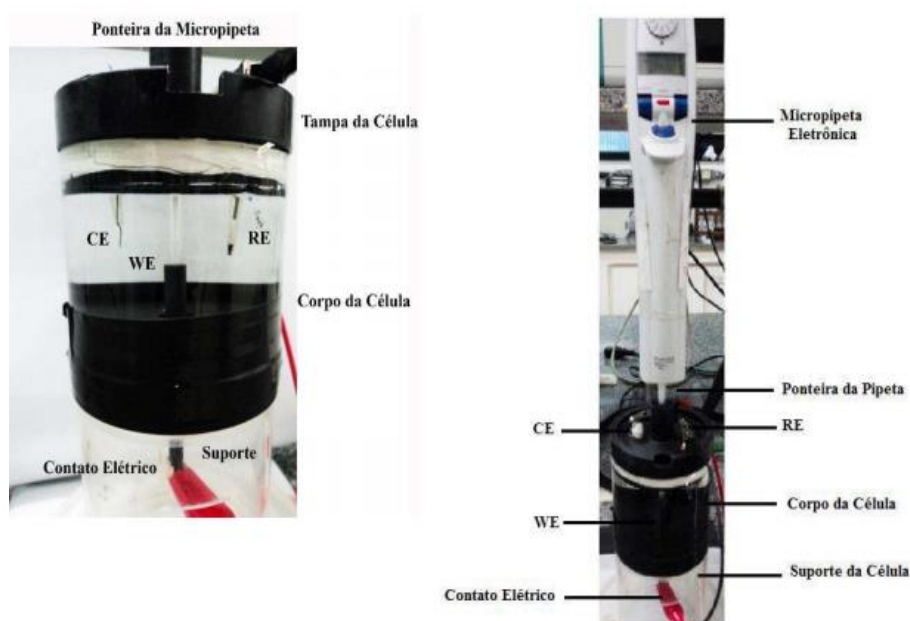 Ponteira da Micropipeta
Tampa da Célula
CE
RE
WE
Corpo da Célula
Contato Elétrico
Suporte
Micropipeta
Eletrônica
Ponteira da Pipeta
CE
RE
Corpo da Célula
WE
Suporte da Célula
Contato Elétrico